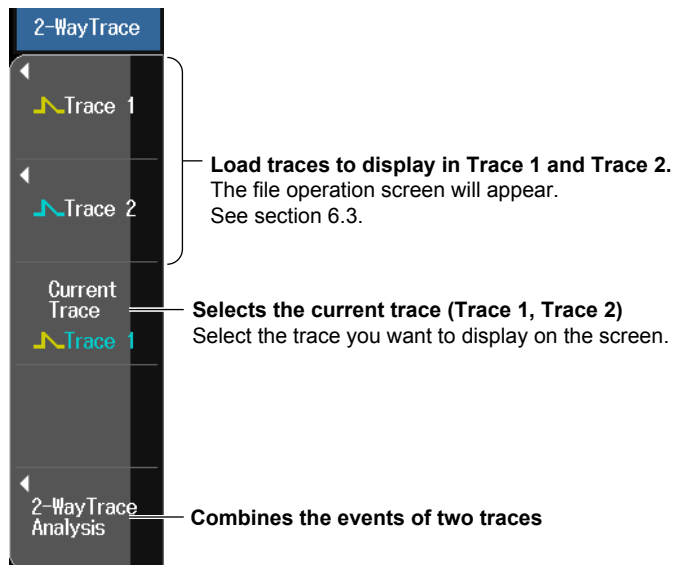 2-WayTrace
Trace 1
Trace 2
Load traces to display in Trace 1 and Trace 2.
The file operation screen will appear.
See section 6.3.
Current
Trace
Trace 1
Selects the current trace (Trace 1, Trace 2)
Select the trace you want to display on the screen.
2-WayTrace
Analysis
Combines the events of two traces